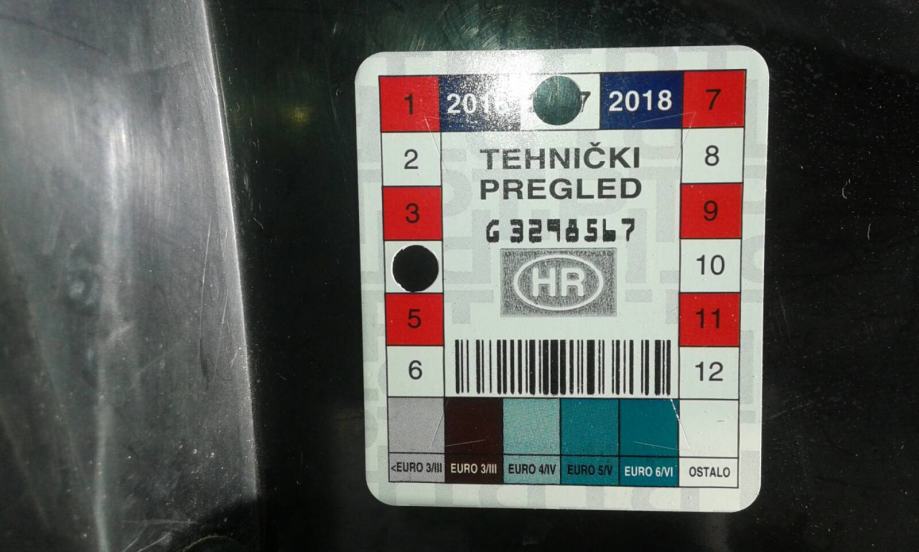 1 2018 7
2 TEHNIČKI 8
PREGLED
3 G 3298567 9
HR 10
5 11
6 12
<EURO 3/III EURO 3/III EURO 4/IV EURO 5/V EURO 6/VI OSTALO